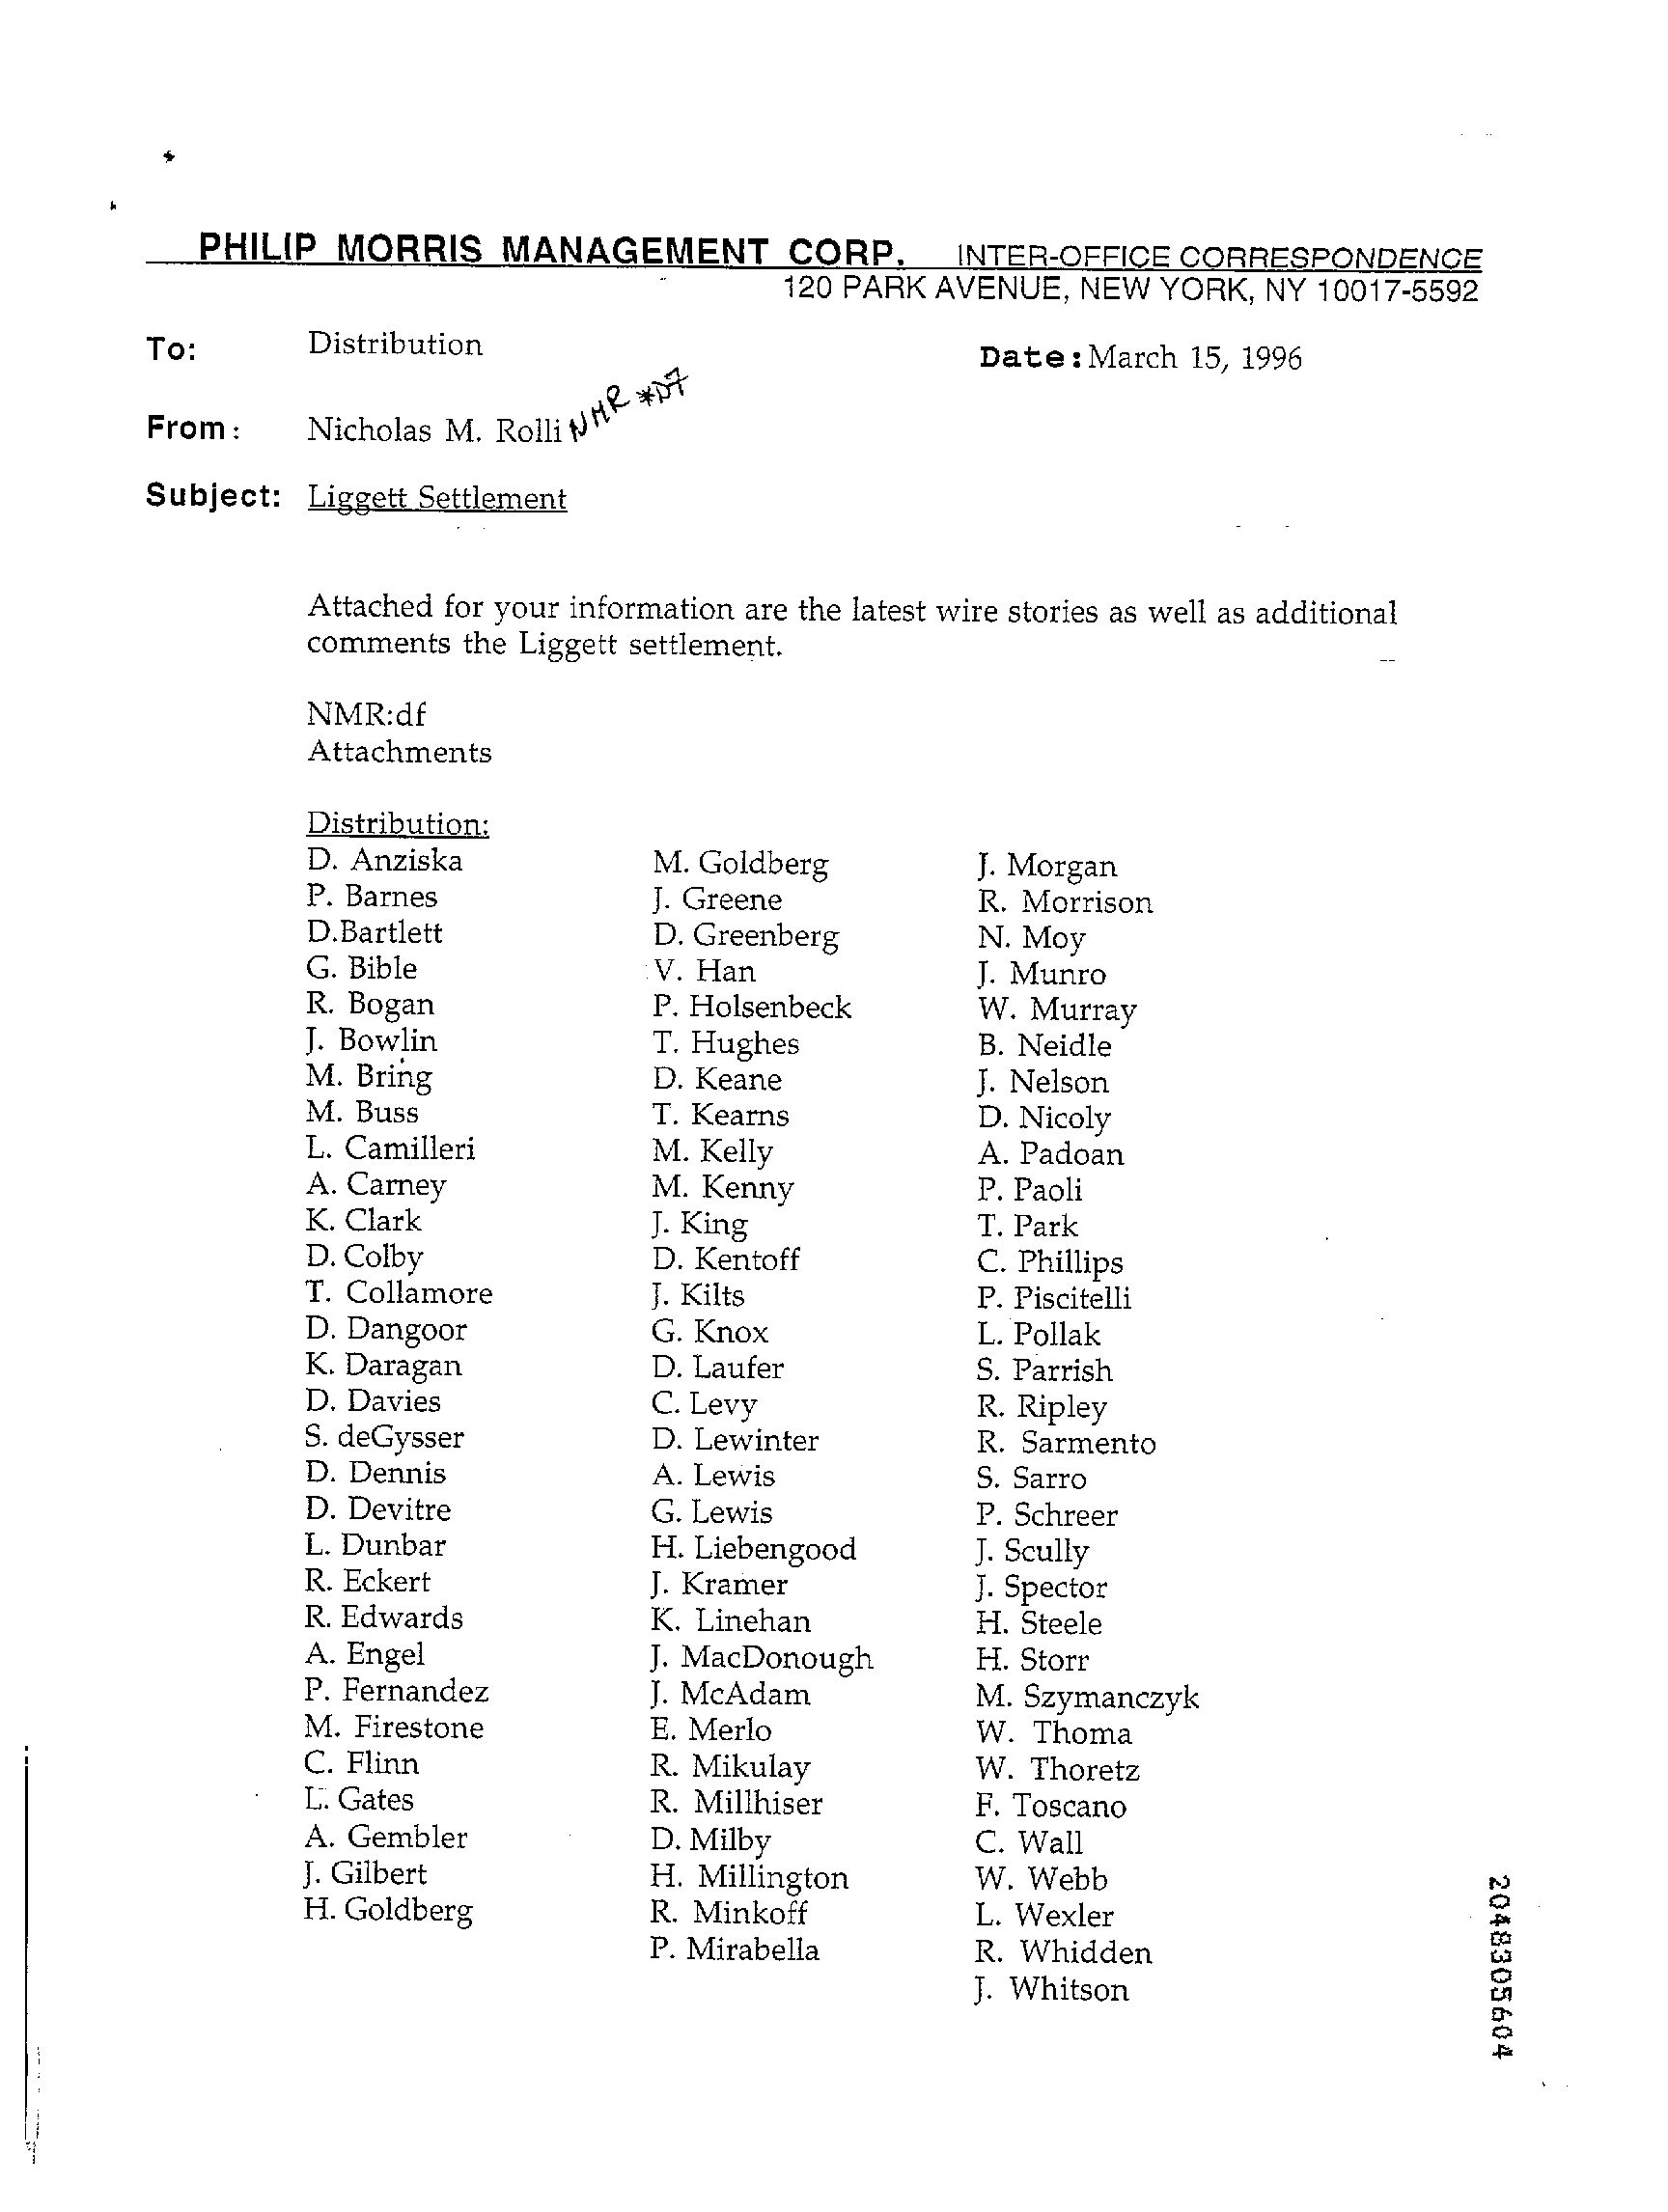 PHILIP MORRIS MANAGEMENT CORP. INTER-OFFICE CORRESPONDENCE
120 PARK AVENUE, NEW YORK, NY 10017-5592
To: Distribution
Date: March 15, 1996
From: Nicholas M. Rolli NMR
Subject: Liggett Settlement
Attached for your information are the latest wire stories as well as additional
comments the Liggett settlement.
NMR:df
Attachments
Distribution:
D. Anziska
P. Barnes
D.Bartlett
G. Bible
R. Bogan
J. Bowlin
M. Bring
M. Buss
L. Camilleri
A. Carney
K. Clark
D. Colby
T. Collamore
D. Dangoor
K. Daragan
D. Davies
S. deGysser
D. Dennis
D. Devitre
L. Dunbar
R. Eckert
R. Edwards
A. Engel
P. Fernandez
M. Firestone
C. Flinn
L. Gates
A. Gembler
J. Gilbert
H. Goldberg
M. Goldberg
J. Greene
D. Greenberg
V. Han
P. Holsenbeck
T. Hughes
D. Keane
T. Kearns
M. Kelly
M. Kenny
J. King
D. Kentoff
J. Kilts
G. Knox
D. Laufer
C. Levy
D. Lewinter
A. Lewis
G. Lewis
H. Liebengood
J. Kramer
K. Linehan
J. MacDonough
J. McAdam
E. Merlo
R. Mikulay
R. Millhiser
D. Milby
H. Millington
R. Minkoff
P. Mirabella
J. Morgan
R. Morrison
N. Moy
J. Munro
W. Murray
B. Neidle
J. Nelson
D. Nicoly
A. Padoan
P. Paoli
T. Park
C. Phillips
P. Piscitelli
L. Pollak
S. Parrish
R. Ripley
R. Sarmento
S. Sarro
P. Schreer
J. Scully
J. Spector
H. Steele
H. Storr
M. Szymanczyk
W. Thoma
W. Thoretz
F. Toscano
C. Wall
W. Webb
L. Wexler
R. Whidden
J. Whitson
2048305604